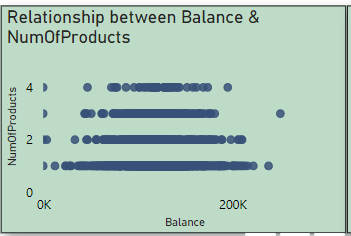 Relationship between Balance &
NumOfProducts
NumOfProducts
4
2
0
0K
200K
Balance